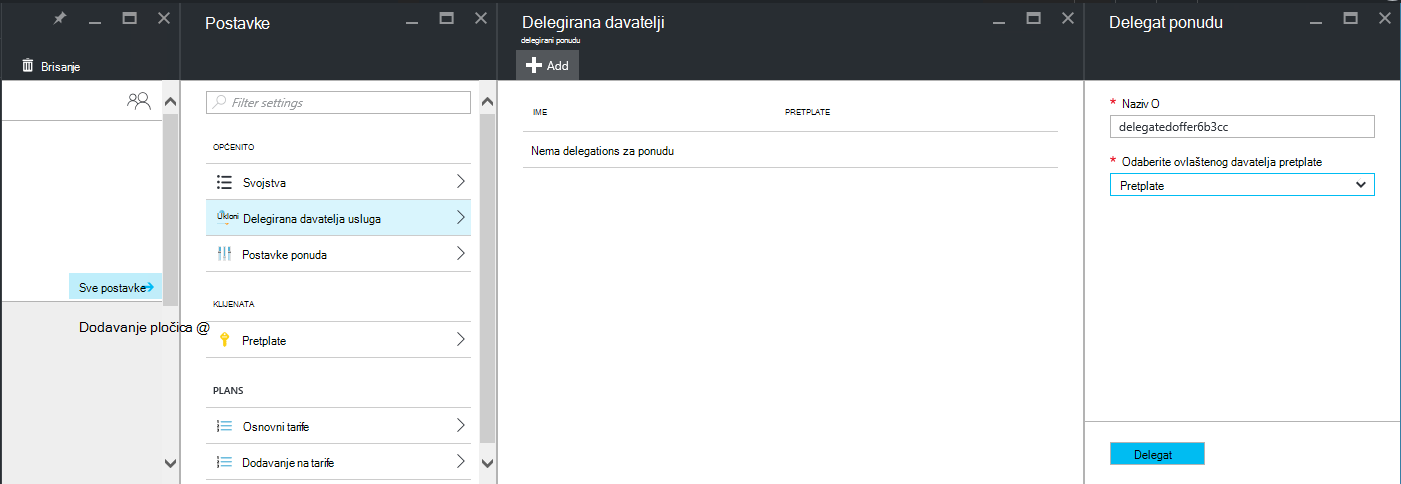 Brisanje
Sve postavke
Dodavanje pločica @
Postavke
Filter settings
OPĆENITO
Svojstva
Ukloni
Delegirana davatelja usluga
Postavke ponuda
KLIJENATA
Pretplate
PLANS
Osnovni tarife
Dodavanje na tarife
Delegirana davatelji
delegirani ponudu
Add
IME PRETPLATE
Nema delegations za ponudu
Delegat ponudu
* Naziv O
delegatedoffer6b3cc
* Odaberite ovlaštenog davatelja pretplate
Pretplate
Delegat